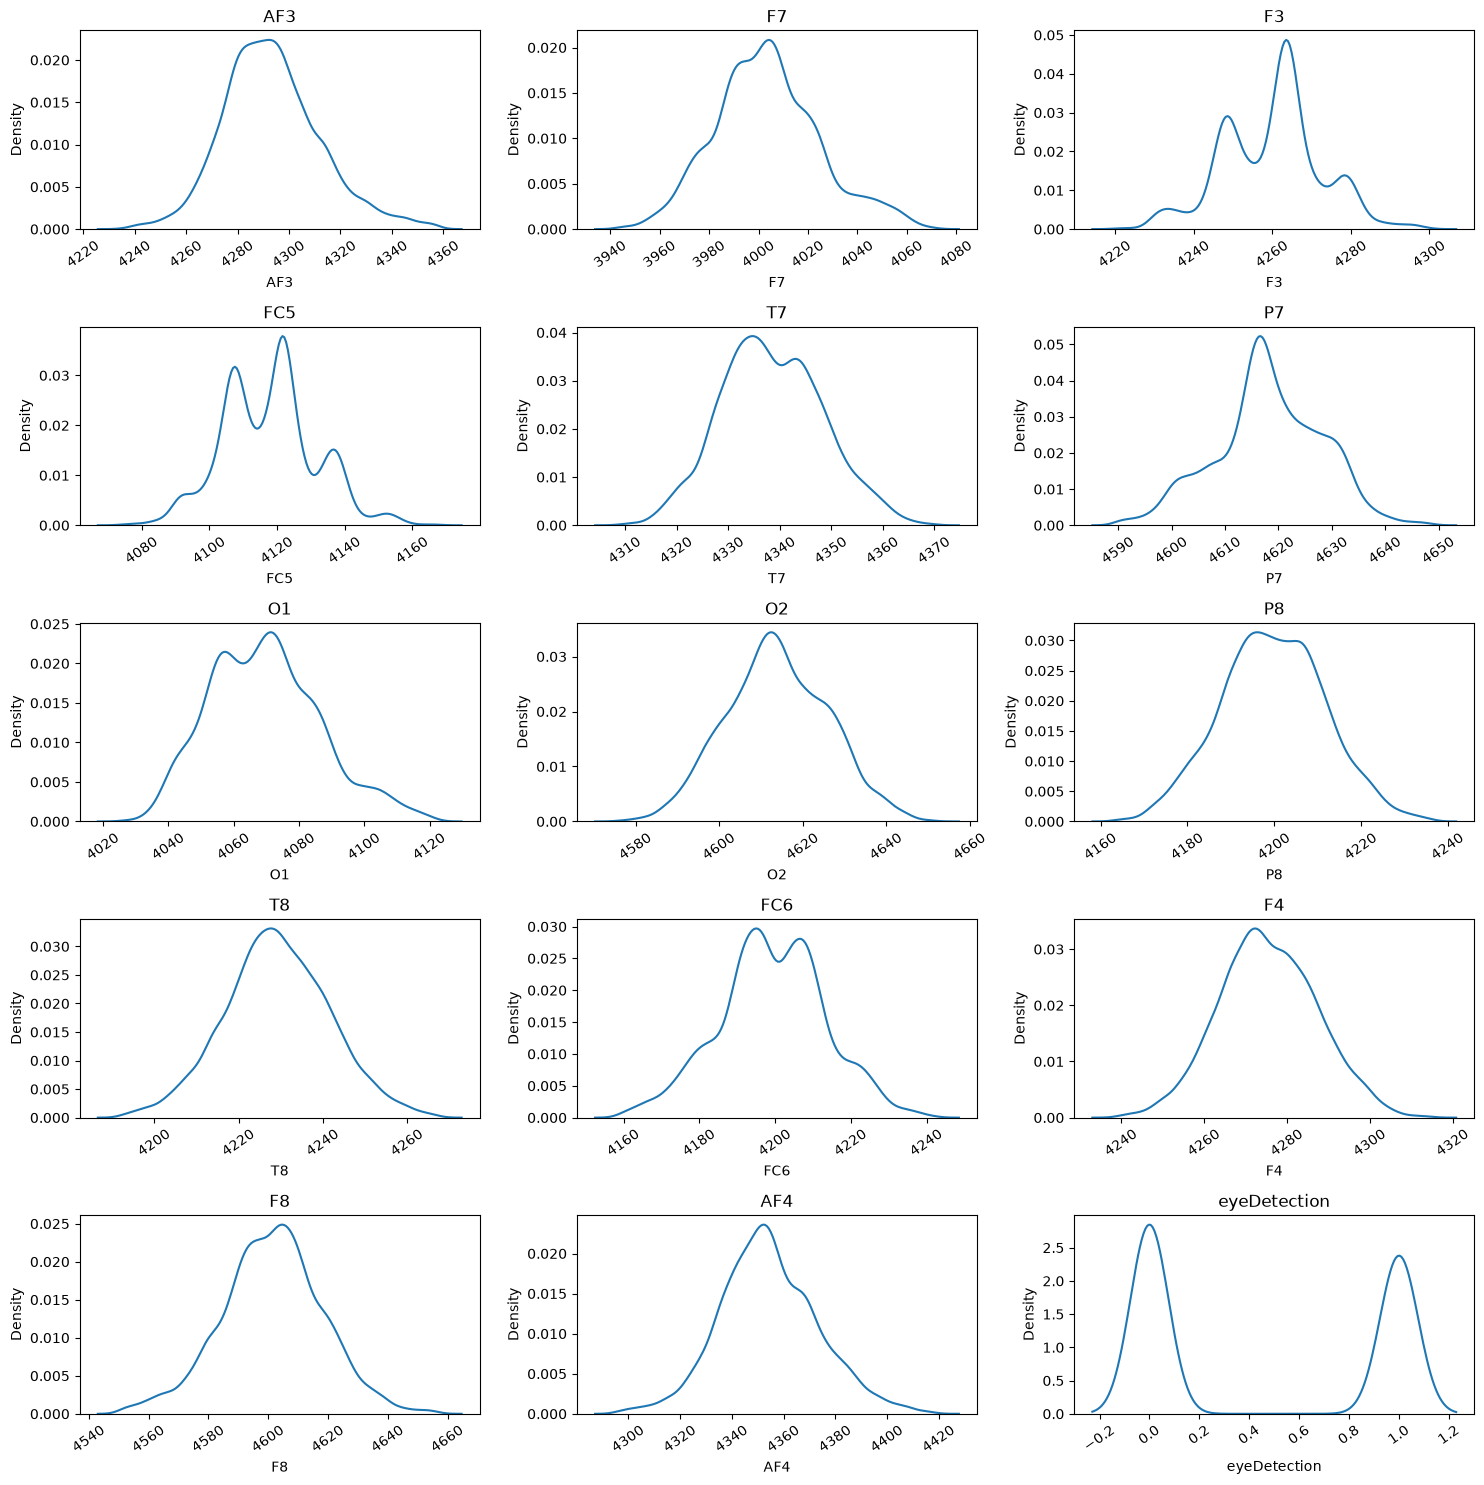 AF3
F7
F3
0.020
0.015
0.010
0.005
0.000
Density
4220 4240 4260 4280 4300 4320 4340 4360
AF3
0.020
0.015
0.010
0.005
0.000
Density
3940 3960 3980 4000 4020 4040 4060 4080
F7
0.05
0.04
0.03
0.02
0.01
0.00
Density
4220 4240 4260 4280 4300
F3
FC5
T7
P7
0.03
0.02
0.01
0.00
Density
4080 4100 4120 4140 4160
FC5
0.04
0.03
0.02
0.01
0.00
Density
4310 4320 4330 4340 4350 4360 4370
T7
0.05
0.04
0.03
0.02
0.01
0.00
Density
4590 4600 4610 4620 4630 4640 4650
P7
O1
O2
P8
0.025
0.020
0.015
0.010
0.005
0.000
Density
4020 4040 4060 4080 4100 4120
O1
0.03
0.02
0.01
0.00
Density
4580 4600 4620 4640 4660
O2
0.030
0.025
0.020
0.015
0.010
0.005
0.000
Density
4160 4180 4200 4220 4240
P8
T8
FC6
F4
0.030
0.025
0.020
0.015
0.010
0.005
0.000
Density
4200 4220 4240 4260
T8
0.030
0.025
0.020
0.015
0.010
0.005
0.000
Density
4160 4180 4200 4220 4240
FC6
0.03
0.02
0.01
0.00
Density
4240 4260 4280 4300 4320
F4
F8
AF4
eyeDetection
0.025
0.020
0.015
0.010
0.005
0.000
Density
4540 4560 4580 4600 4620 4640 4660
F8
0.020
0.015
0.010
0.005
0.000
Density
4300 4320 4340 4360 4380 4400 4420
AF4
2.5
2.0
1.5
1.0
0.5
0.0
Density
−0.2 0.0 0.2 0.4 0.6 0.8 1.0 1.2
eyeDetection